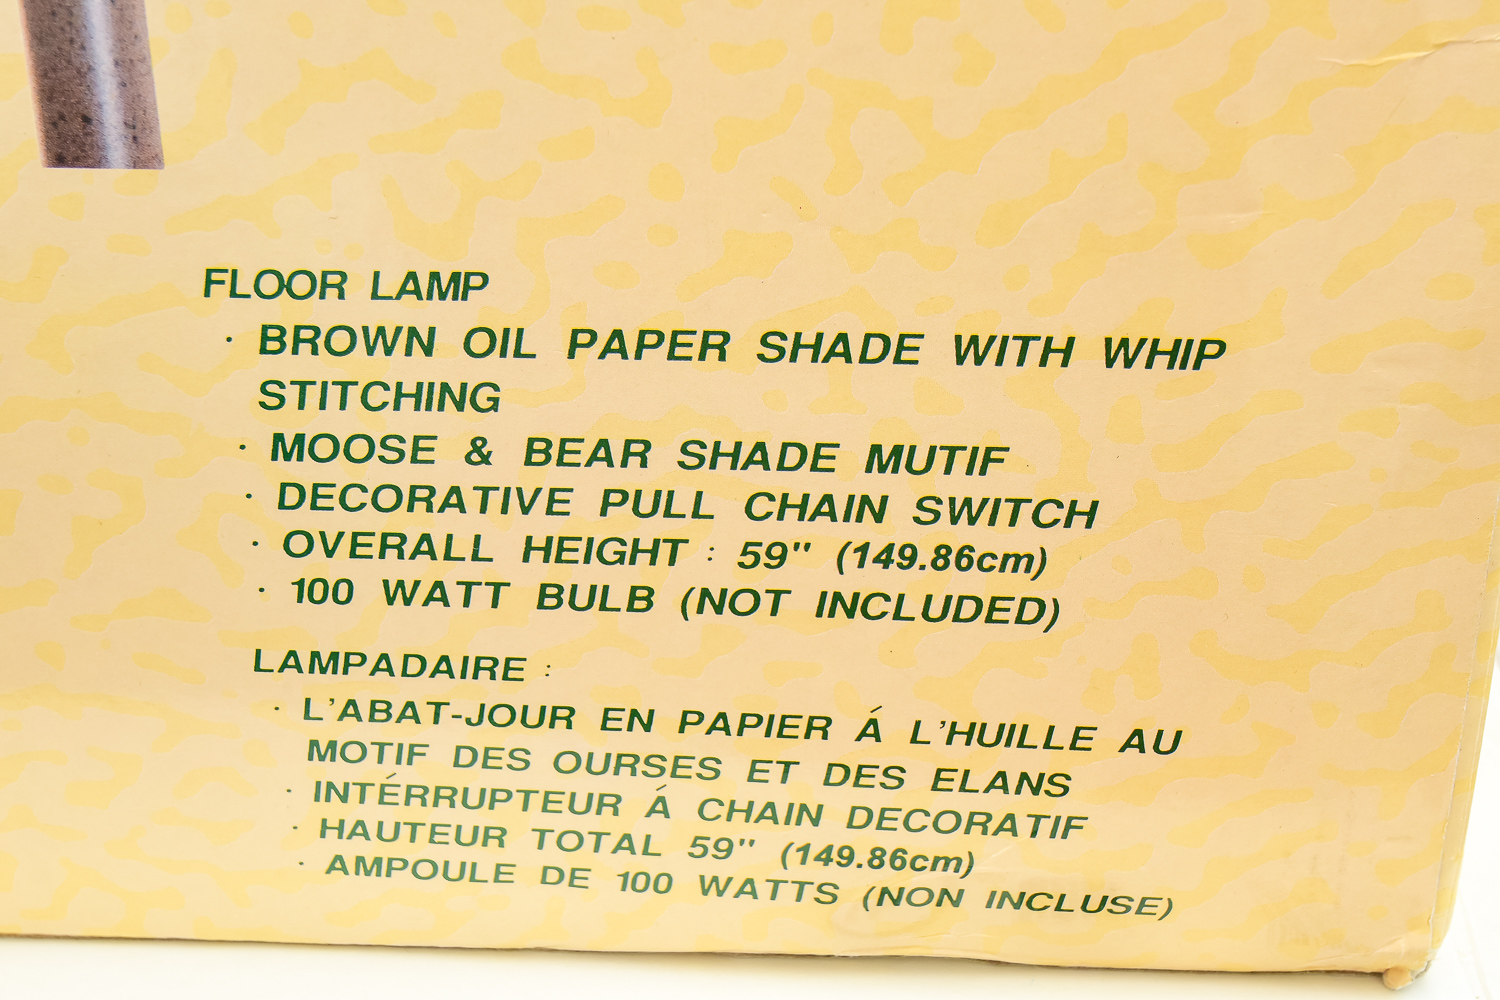 FLOOR LAMP
· BROWN OIL PAPER SHADE WITH WHIP
STITCHING
· MOOSE & BEAR SHADE MUTIF
· DECORATIVE PULL CHAIN SWITCH
· OVERALL HEIGHT : 59" (149.86cm)
· 100 WATT BULB (NOT INCLUDED)
LAMPADAIRE :
· L'ABAT-JOUR EN PAPIER Á L'HUILLE AU
MOTIF DES OURSES ET DES ELANS
· INTÉRRUPTEUR Á CHAIN DECORATIF
· HAUTEUR TOTAL 59" (149.86cm)
· AMPOULE DE 100 WATTS (NON INCLUSE)